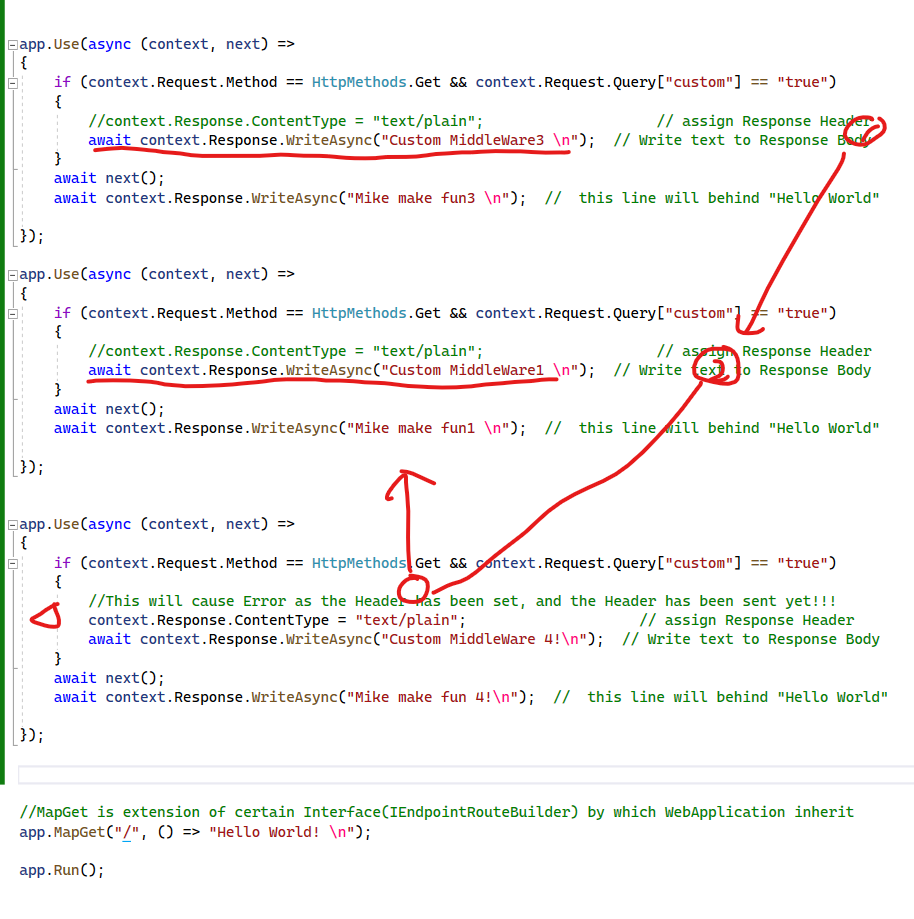 app.Use(async (context, next) =>
{
if (context.Request.Method == HttpMethods.Get && context.Request.Query["custom"] == "true")
{
//context.Response.ContentType = "text/plain"; // assign Response Header
await context.Response.WriteAsync("Custom MiddleWare3 \n"); // Write text to Response Body
}
await next();
await context.Response.WriteAsync("Mike make fun3 \n"); // this line will behind "Hello World"
});
app.Use(async (context, next) =>
{
if (context.Request.Method == HttpMethods.Get && context.Request.Query["custom"] == "true")
{
//context.Response.ContentType = "text/plain"; // assign Response Header
await context.Response.WriteAsync("Custom MiddleWare1 \n"); // Write text to Response Body
}
await next();
await context.Response.WriteAsync("Mike make fun1 \n"); // this line will behind "Hello World"
});
app.Use(async (context, next) =>
{
if (context.Request.Method == HttpMethods.Get && context.Request.Query["custom"] == "true")
{
//This will cause Error as the Header has been set, and the Header has been sent yet!!!
context.Response.ContentType = "text/plain"; // assign Response Header
await context.Response.WriteAsync("Custom MiddleWare 4!\n"); // Write text to Response Body
}
await next();
await context.Response.WriteAsync("Mike make fun 4!\n"); // this line will behind "Hello World"
});
//MapGet is extension of certain Interface(IEndpointRouteBuilder) by which WebApplication inherit
app.MapGet("/", () => "Hello World! \n");
app.Run();